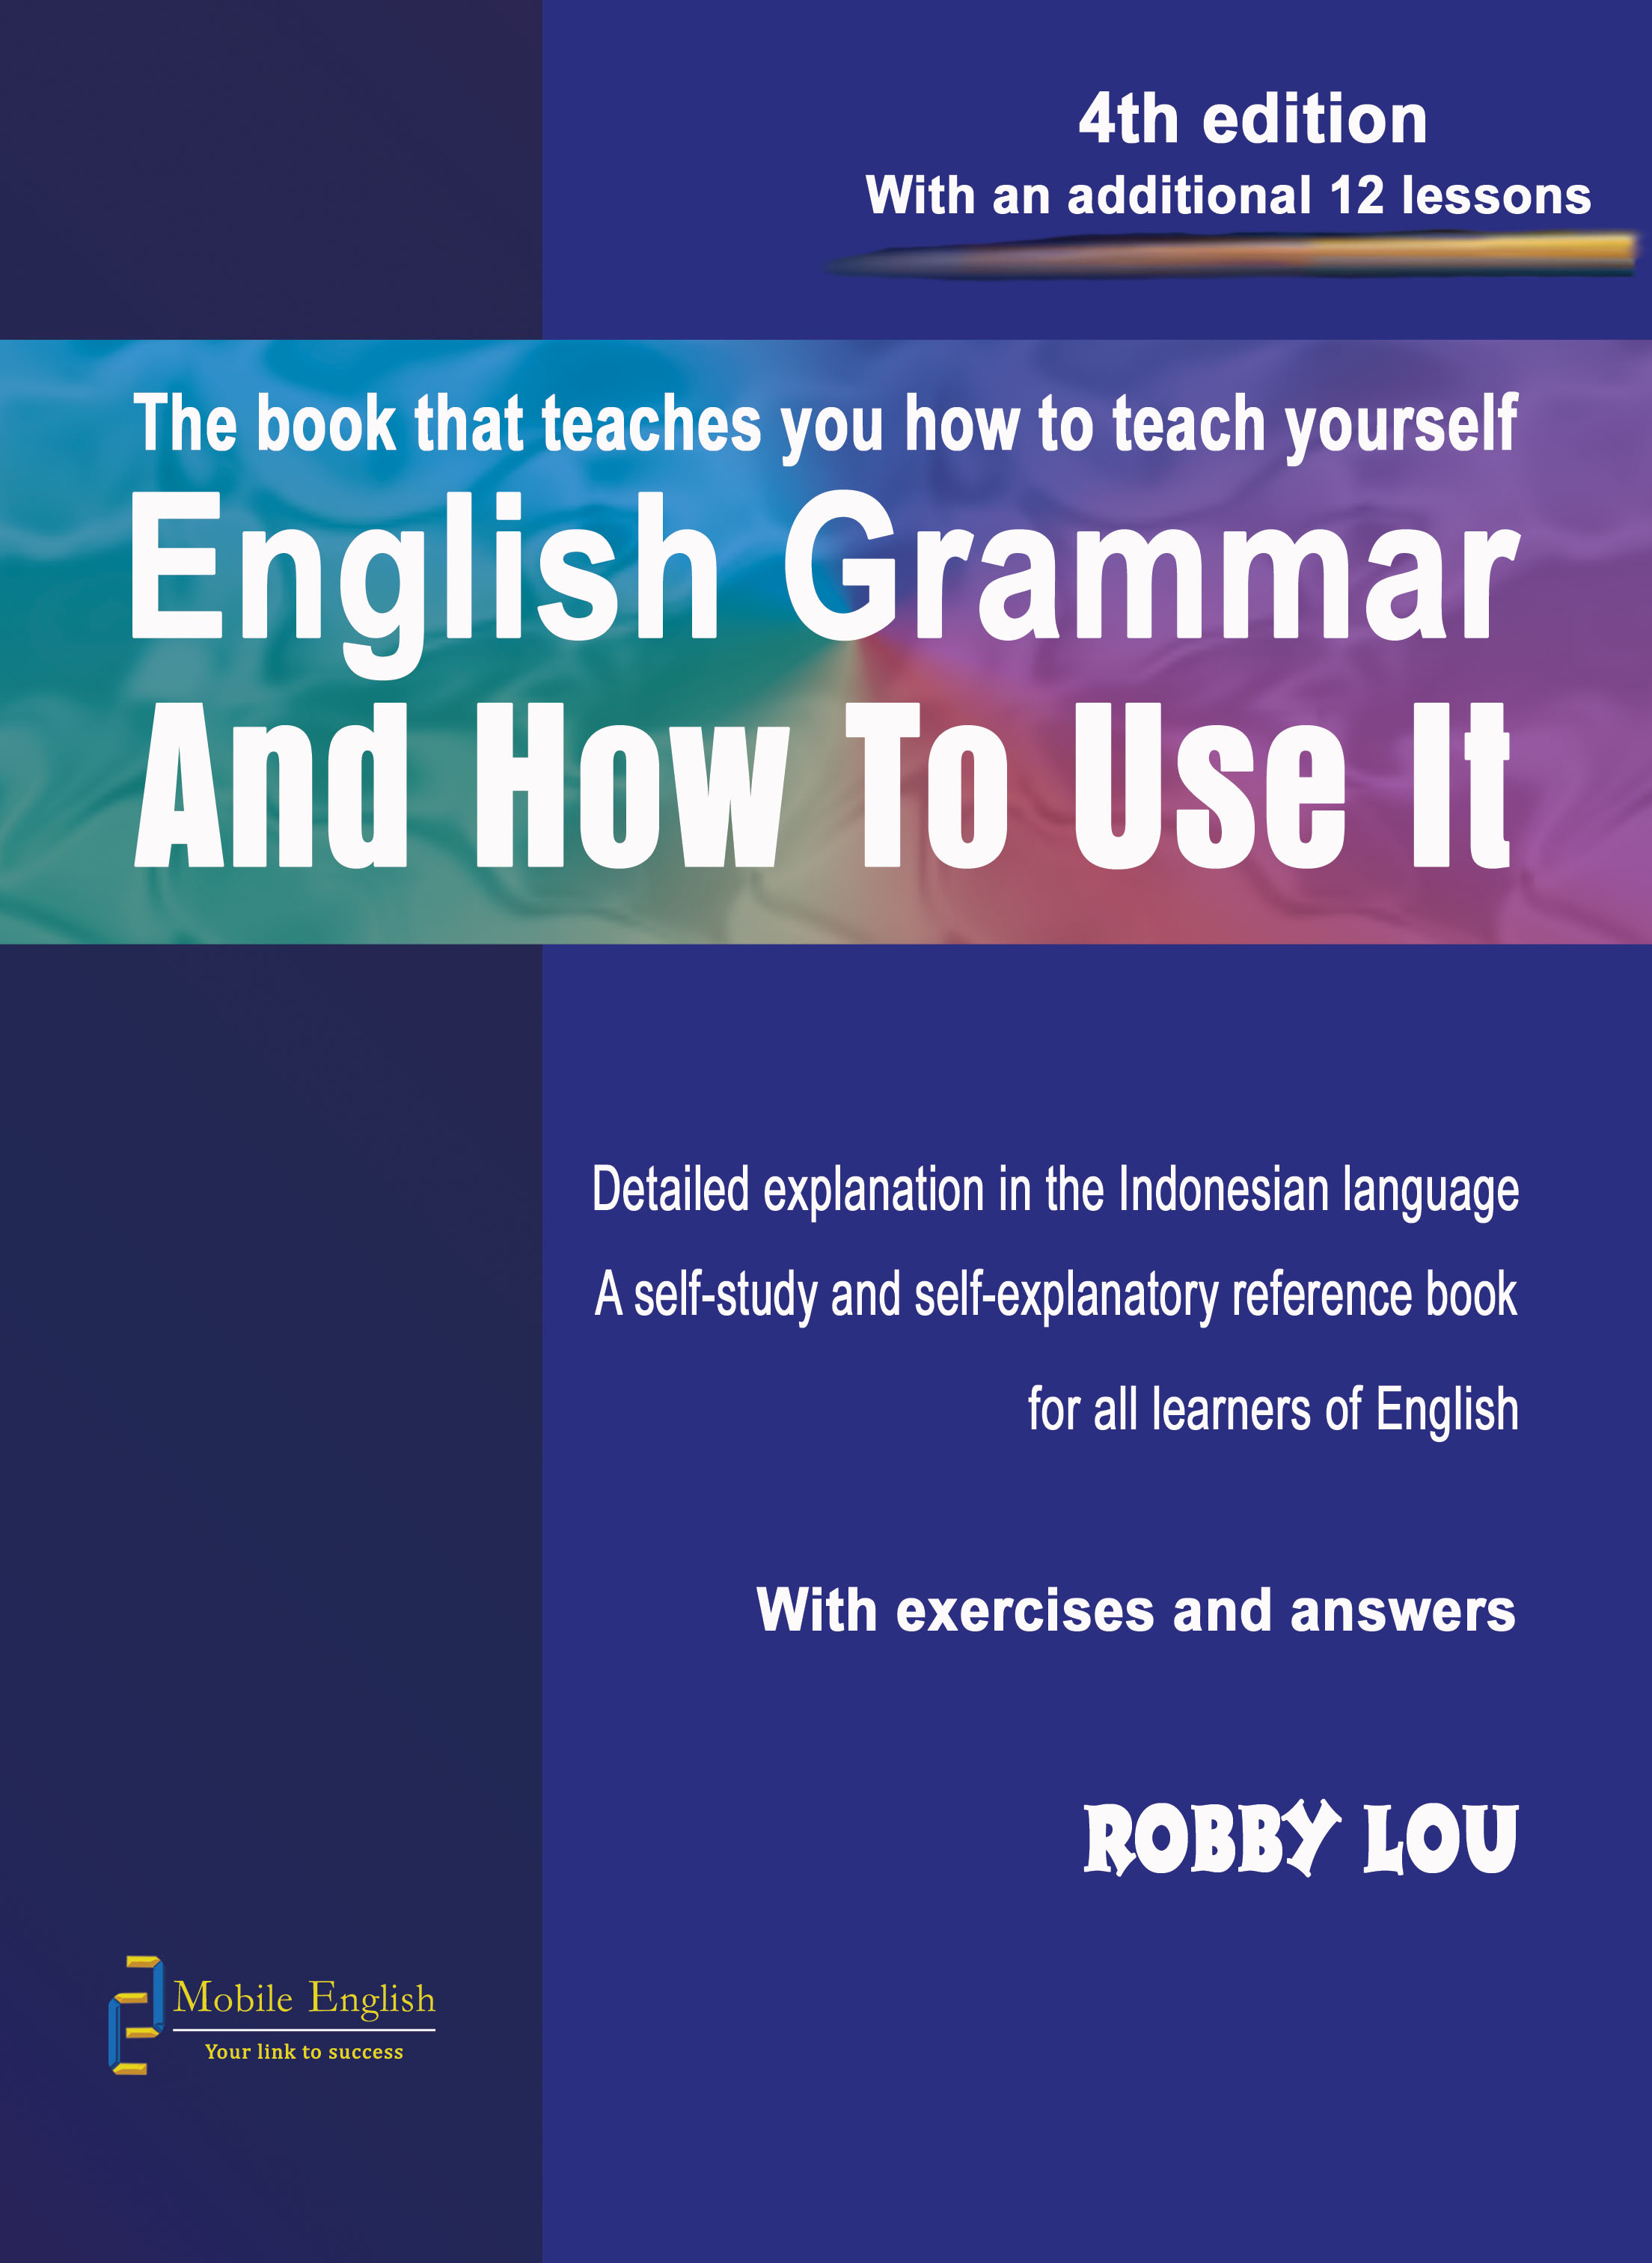 4th edition
With an additional 12 lessons
The book that teaches you how to teach yourself
English Grammar
And How To Use It
Detailed explanation in the Indonesian language
A self-study and self-explanatory reference book
for all learners of English
With exercises and answers
ROBBY LOU
Mobile English
Your link to success